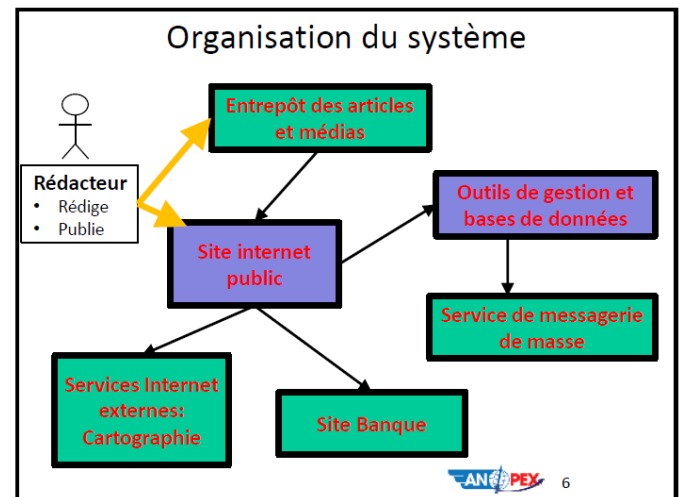 Organisation du système
Entrepôt des articles
et médias
Rédacteur
• Rédige
• Publie
Outils de gestion et
bases de données
Site internet
public
Service de messagerie
de masse
Services Internet
externes:
Cartographie
Site Banque
6